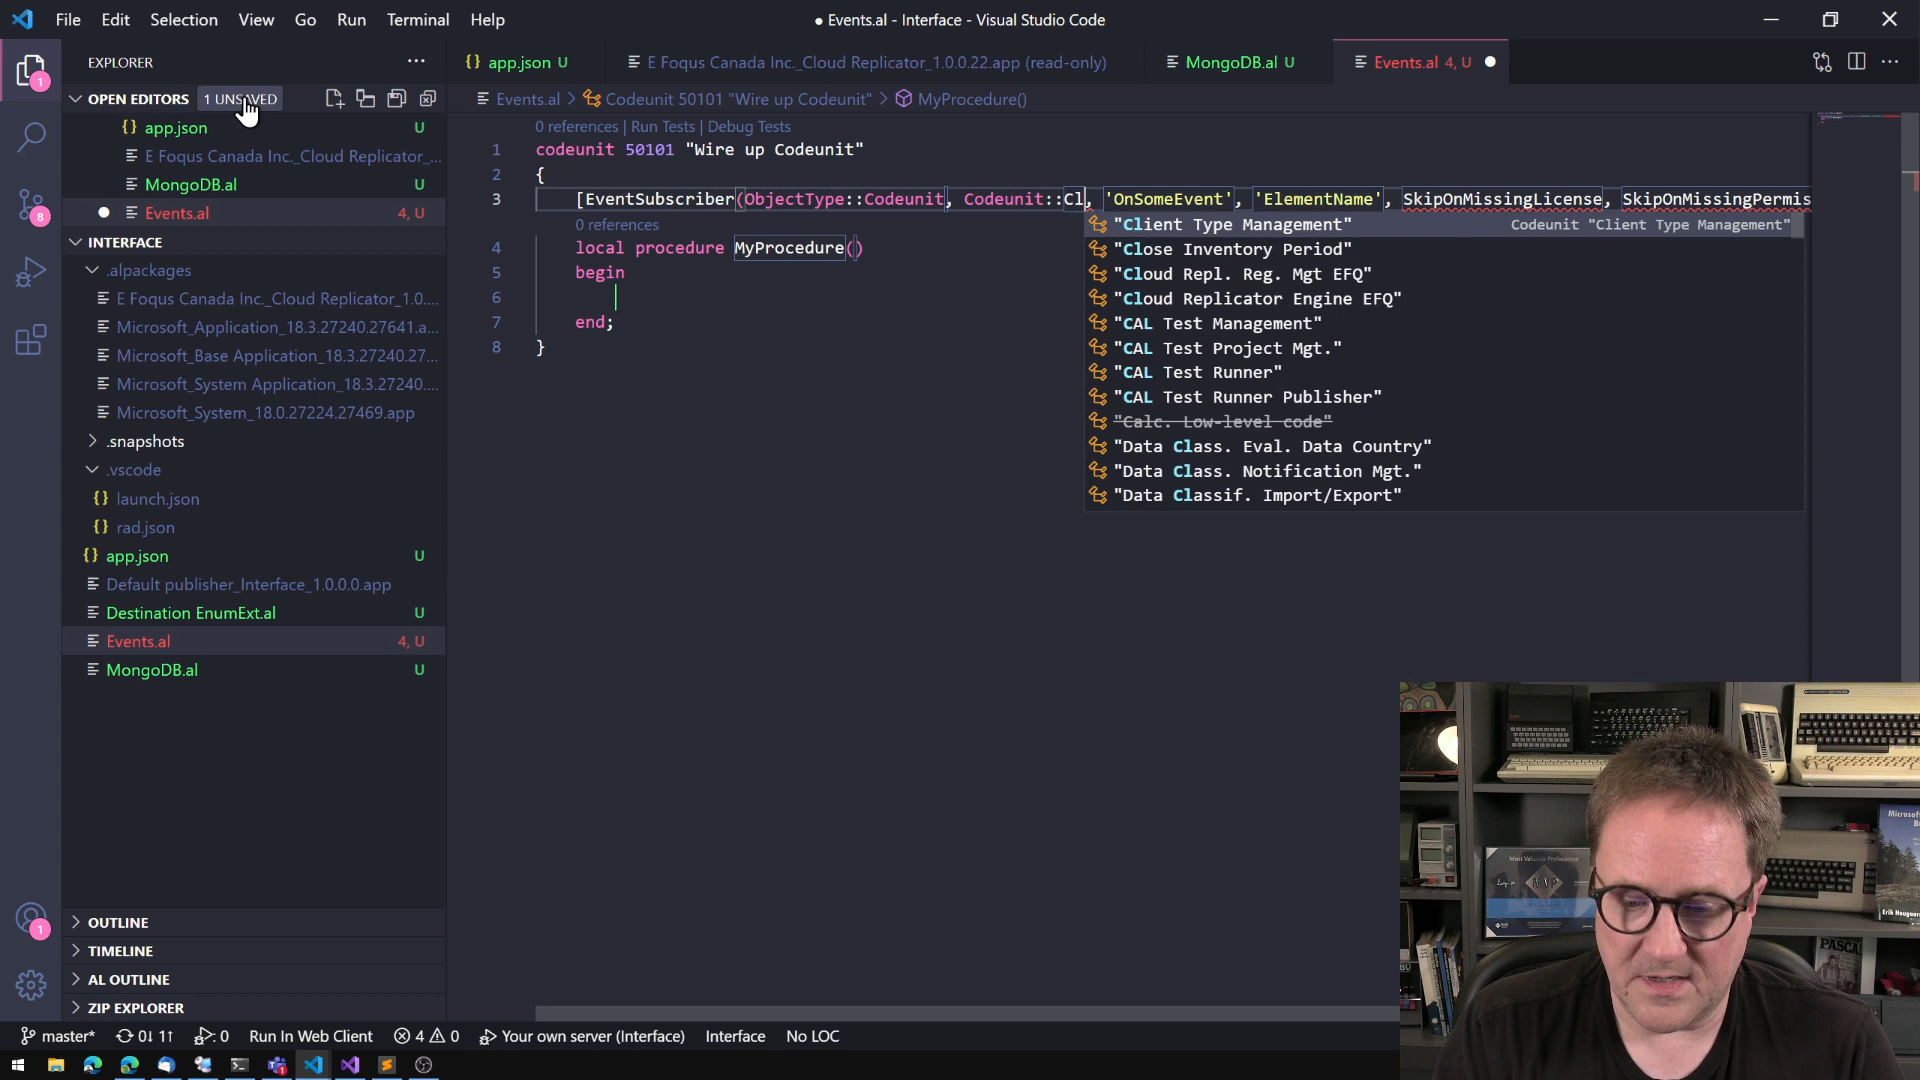 File Edit Selection View Go Run Terminal Help
● Events.al - Interface - Visual Studio Code
EXPLORER
OPEN EDITORS 1 UNSAVED
app.json U
E Foqus Canada Inc._Cloud Replicator_...
MongoDB.al U
Events.al 4, U
INTERFACE
.alpackages
E Foqus Canada Inc._Cloud Replicator_1.0....
Microsoft_Application_18.3.27240.27641.a...
Microsoft_Base Application_18.3.27240.27...
Microsoft_System Application_18.3.27240....
Microsoft_System_18.0.27224.27469.app
.snapshots
.vscode
launch.json
rad.json
app.json U
Default publisher_Interface_1.0.0.0.app
Destination EnumExt.al U
Events.al 4, U
MongoDB.al U
OUTLINE
TIMELINE
AL OUTLINE
ZIP EXPLORER
1
8
1
app.json U
E Foqus Canada Inc._Cloud Replicator_1.0.0.22.app (read-only)
MongoDB.al U
Events.al 4, U
Events.al > Codeunit 50101 "Wire up Codeunit" > MyProcedure()
0 references | Run Tests | Debug Tests
1 codeunit 50101 "Wire up Codeunit"
2 {
3 [EventSubscriber(ObjectType::Codeunit, Codeunit::Cl, 'OnSomeEvent', 'ElementName', SkipOnMissingLicense, SkipOnMissingPermis
0 references
4 local procedure MyProcedure()
5 begin
6
7 end;
8 }
"Client Type Management" Codeunit "Client Type Management"
"Close Inventory Period"
"Cloud Repl. Reg. Mgt EFQ"
"Cloud Replicator Engine EFQ"
"CAL Test Management"
"CAL Test Project Mgt."
"CAL Test Runner"
"CAL Test Runner Publisher"
"Calc. Low-level code"
"Data Class. Eval. Data Country"
"Data Class. Notification Mgt."
"Data Classif. Import/Export"
Most Valuable Professional
MVP
PASCAL
Erik Hougaard
master* 0↓ 1↑ : 0 Run In Web Client 4 0 Your own server (Interface) Interface No LOC